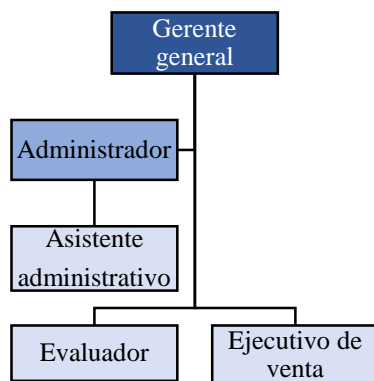 Gerente
general
Administrador
Asistente
administrativo
Evaluador
Ejecutivo de
venta